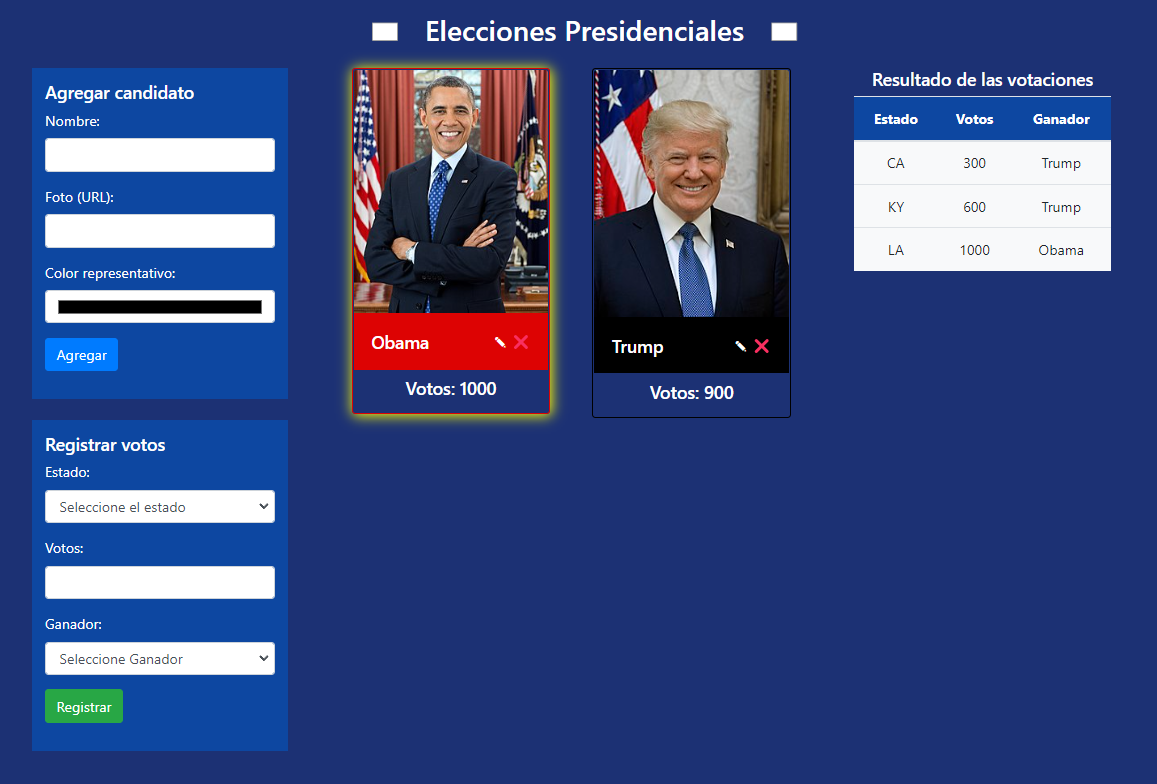 Elecciones Presidenciales
Agregar candidato
Nombre:
Foto (URL):
Color representativo:
Agregar
Registrar votos
Estado:
Seleccione el estado
Votos:
Ganador:
Seleccione Ganador
Registrar
Obama
Votos: 1000
Trump
Votos: 900
Resultado de las votaciones
Estado Votos Ganador
CA 300 Trump
KY 600 Trump
LA 1000 Obama